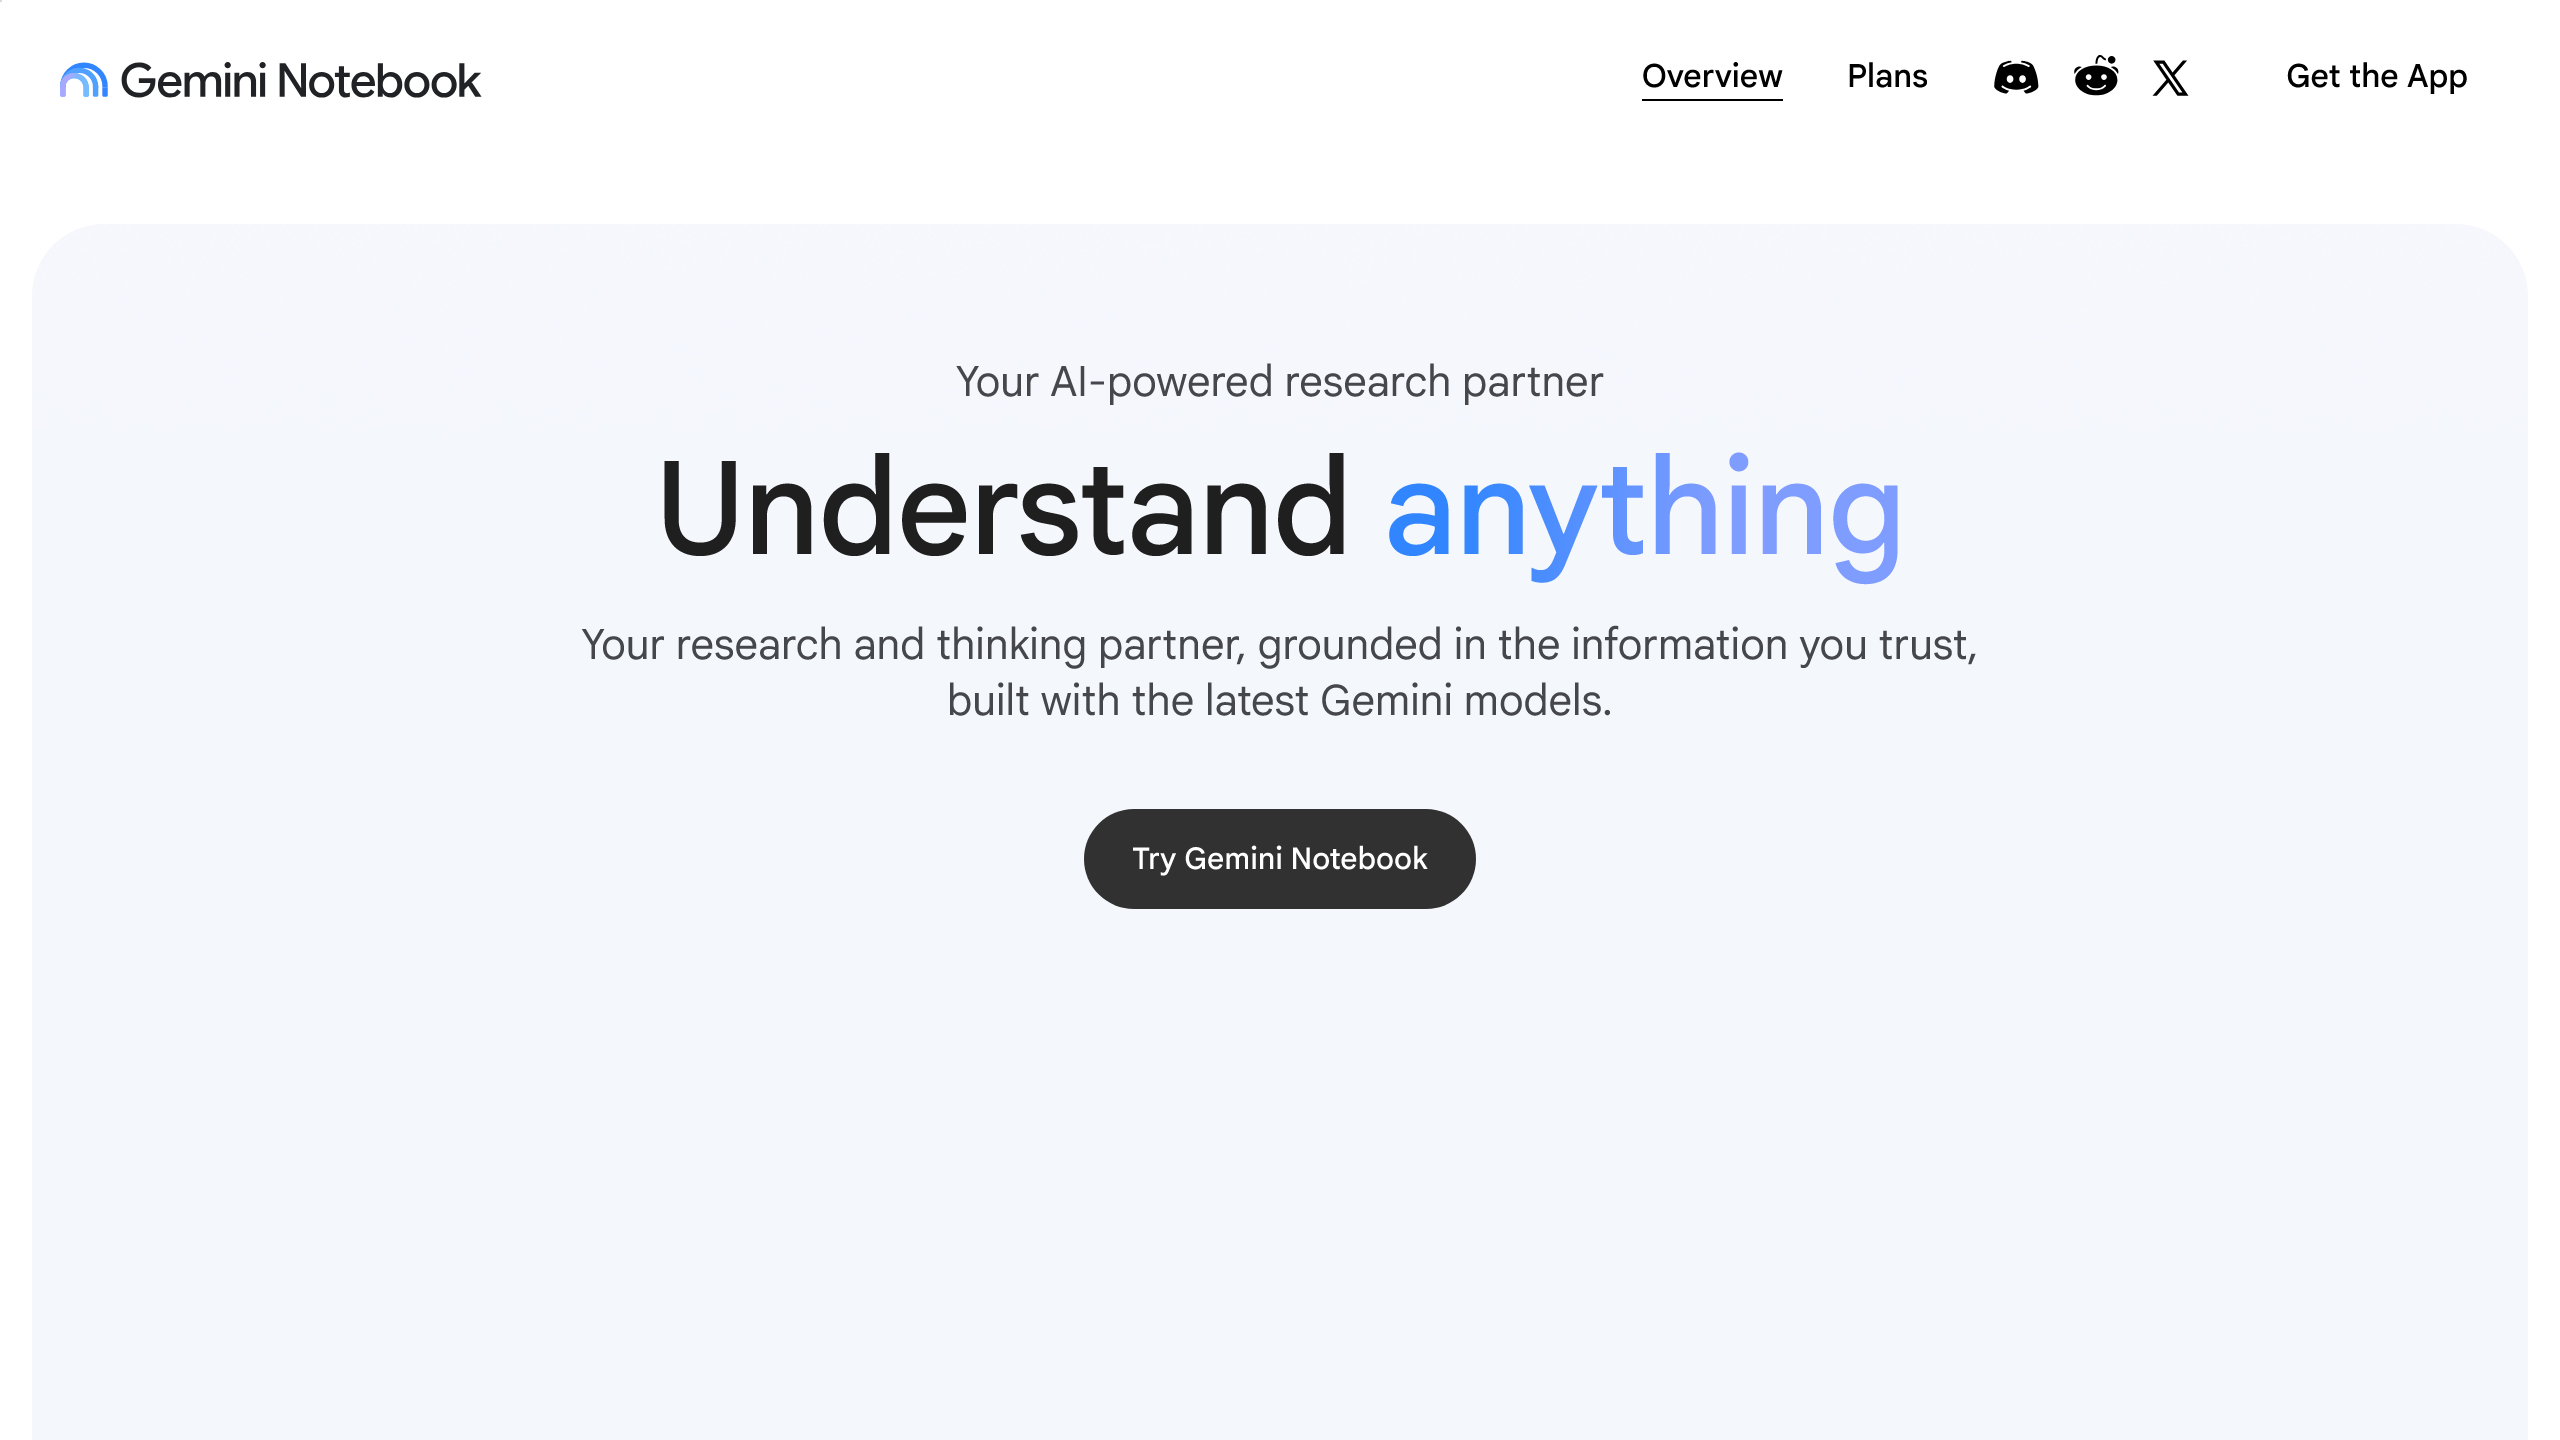 Gemini Notebook
Overview
Plans
Get the App
Your AI-powered research partner
Understand anything
Your research and thinking partner, grounded in the information you trust,
built with the latest Gemini models.
Try Gemini Notebook